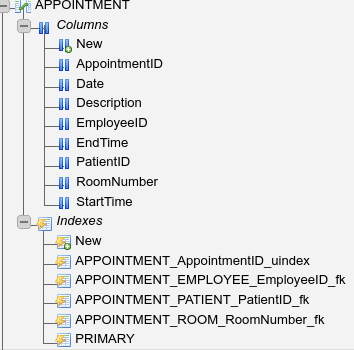 APPOINTMENT
Columns
New
AppointmentID
Date
Description
EmployeeID
EndTime
PatientID
RoomNumber
StartTime
Indexes
New
APPOINTMENT_AppointmentID_uindex
APPOINTMENT_EMPLOYEE_EmployeeID_fk
APPOINTMENT_PATIENT_PatientID_fk
APPOINTMENT_ROOM_RoomNumber_fk
PRIMARY